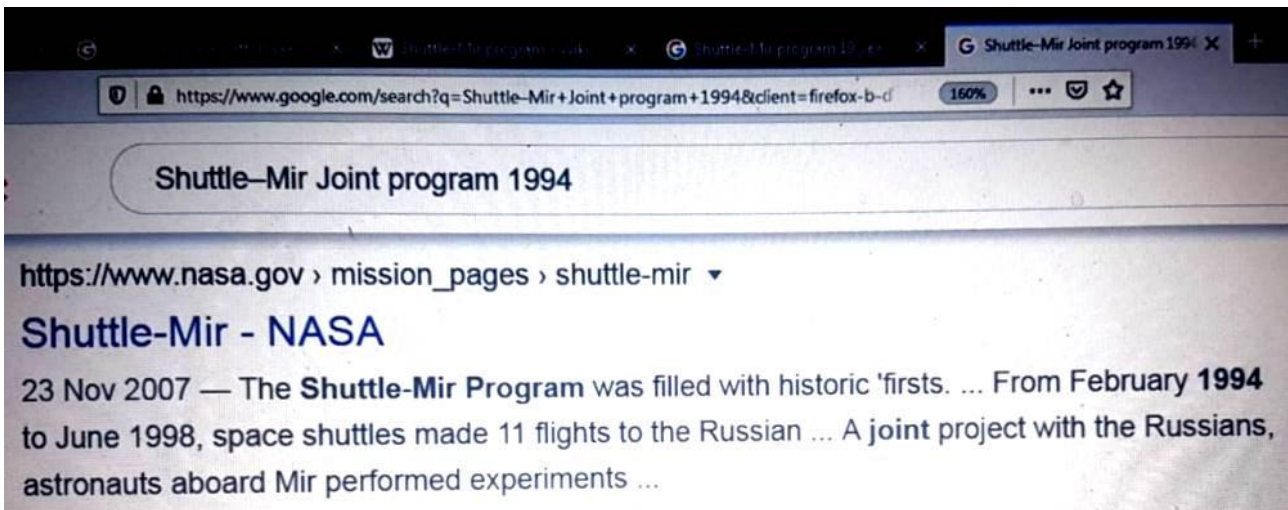 Shuttle–Mir Joint program 1994 X
https://www.google.com/search?q=Shuttle–Mir+Joint+program+1994&client=firefox-b-d 160%
Shuttle–Mir Joint program 1994
https://www.nasa.gov › mission_pages › shuttle-mir
Shuttle-Mir - NASA
23 Nov 2007 — The Shuttle-Mir Program was filled with historic 'firsts. ... From February 1994
to June 1998, space shuttles made 11 flights to the Russian ... A joint project with the Russians,
astronauts aboard Mir performed experiments ...